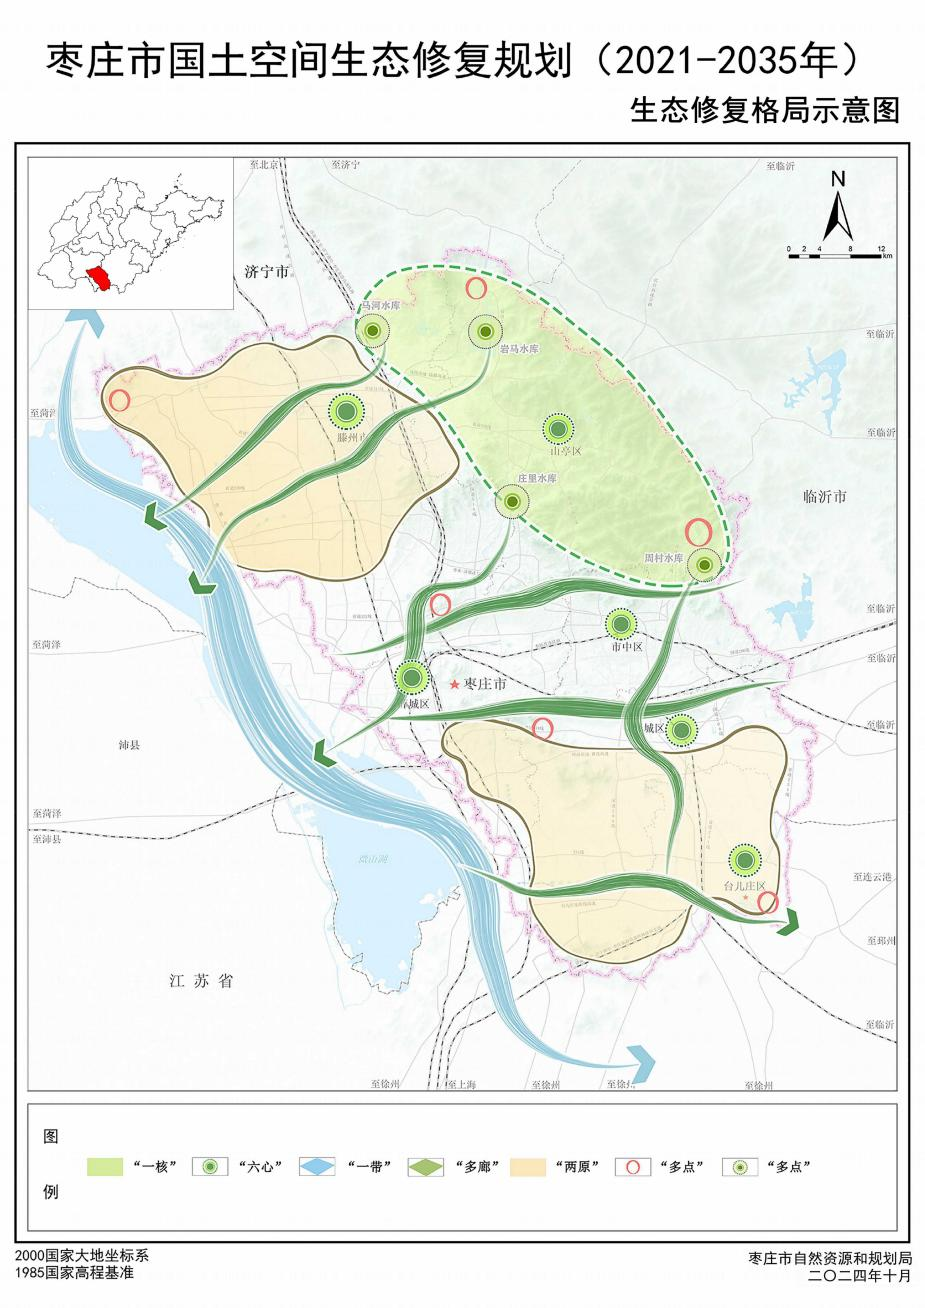 枣庄市国土空间生态修复规划（2021-2035年）
生态修复格局示意图
至北京
至济宁
至临沂
N
0 2 4 8 12
km
济宁市
马河水库
岩马水库
至临沂
至菏泽
滕州市
山亭区
至临沂
庄里水库
临沂市
周村水库
至临沂
至菏泽
市中区
至临沂
枣庄市
城区
城区
至临沂
沛县
至菏泽
至沛县
微山湖
台儿庄区
至连云港
至邳州
江苏省
至临沂
至徐州
至上海
至徐州
至徐州
至徐州
图
例
“一核”
“六心”
“一带”
“多廊”
“两原”
“多点”
“多点”
2000国家大地坐标系
1985国家高程基准
枣庄市自然资源和规划局
二〇二四年十月